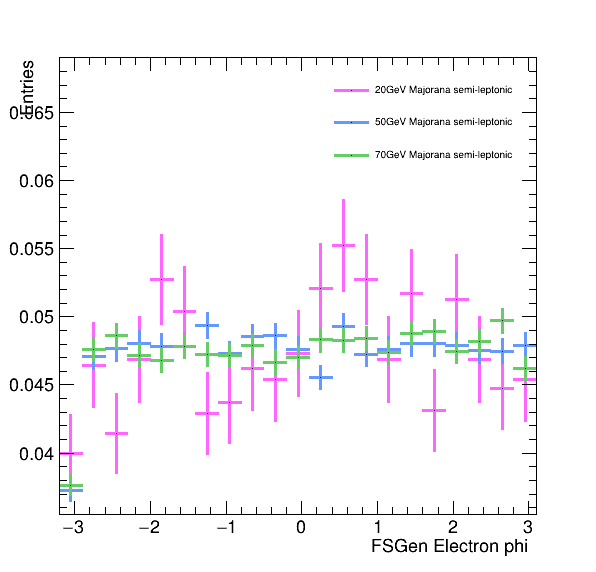 Entries
0.065
0.06
0.055
0.05
0.045
0.04
20GeV Majorana semi-leptonic
50GeV Majorana semi-leptonic
70GeV Majorana semi-leptonic
−3 −2 −1 0 1 2 3
FSGen Electron phi